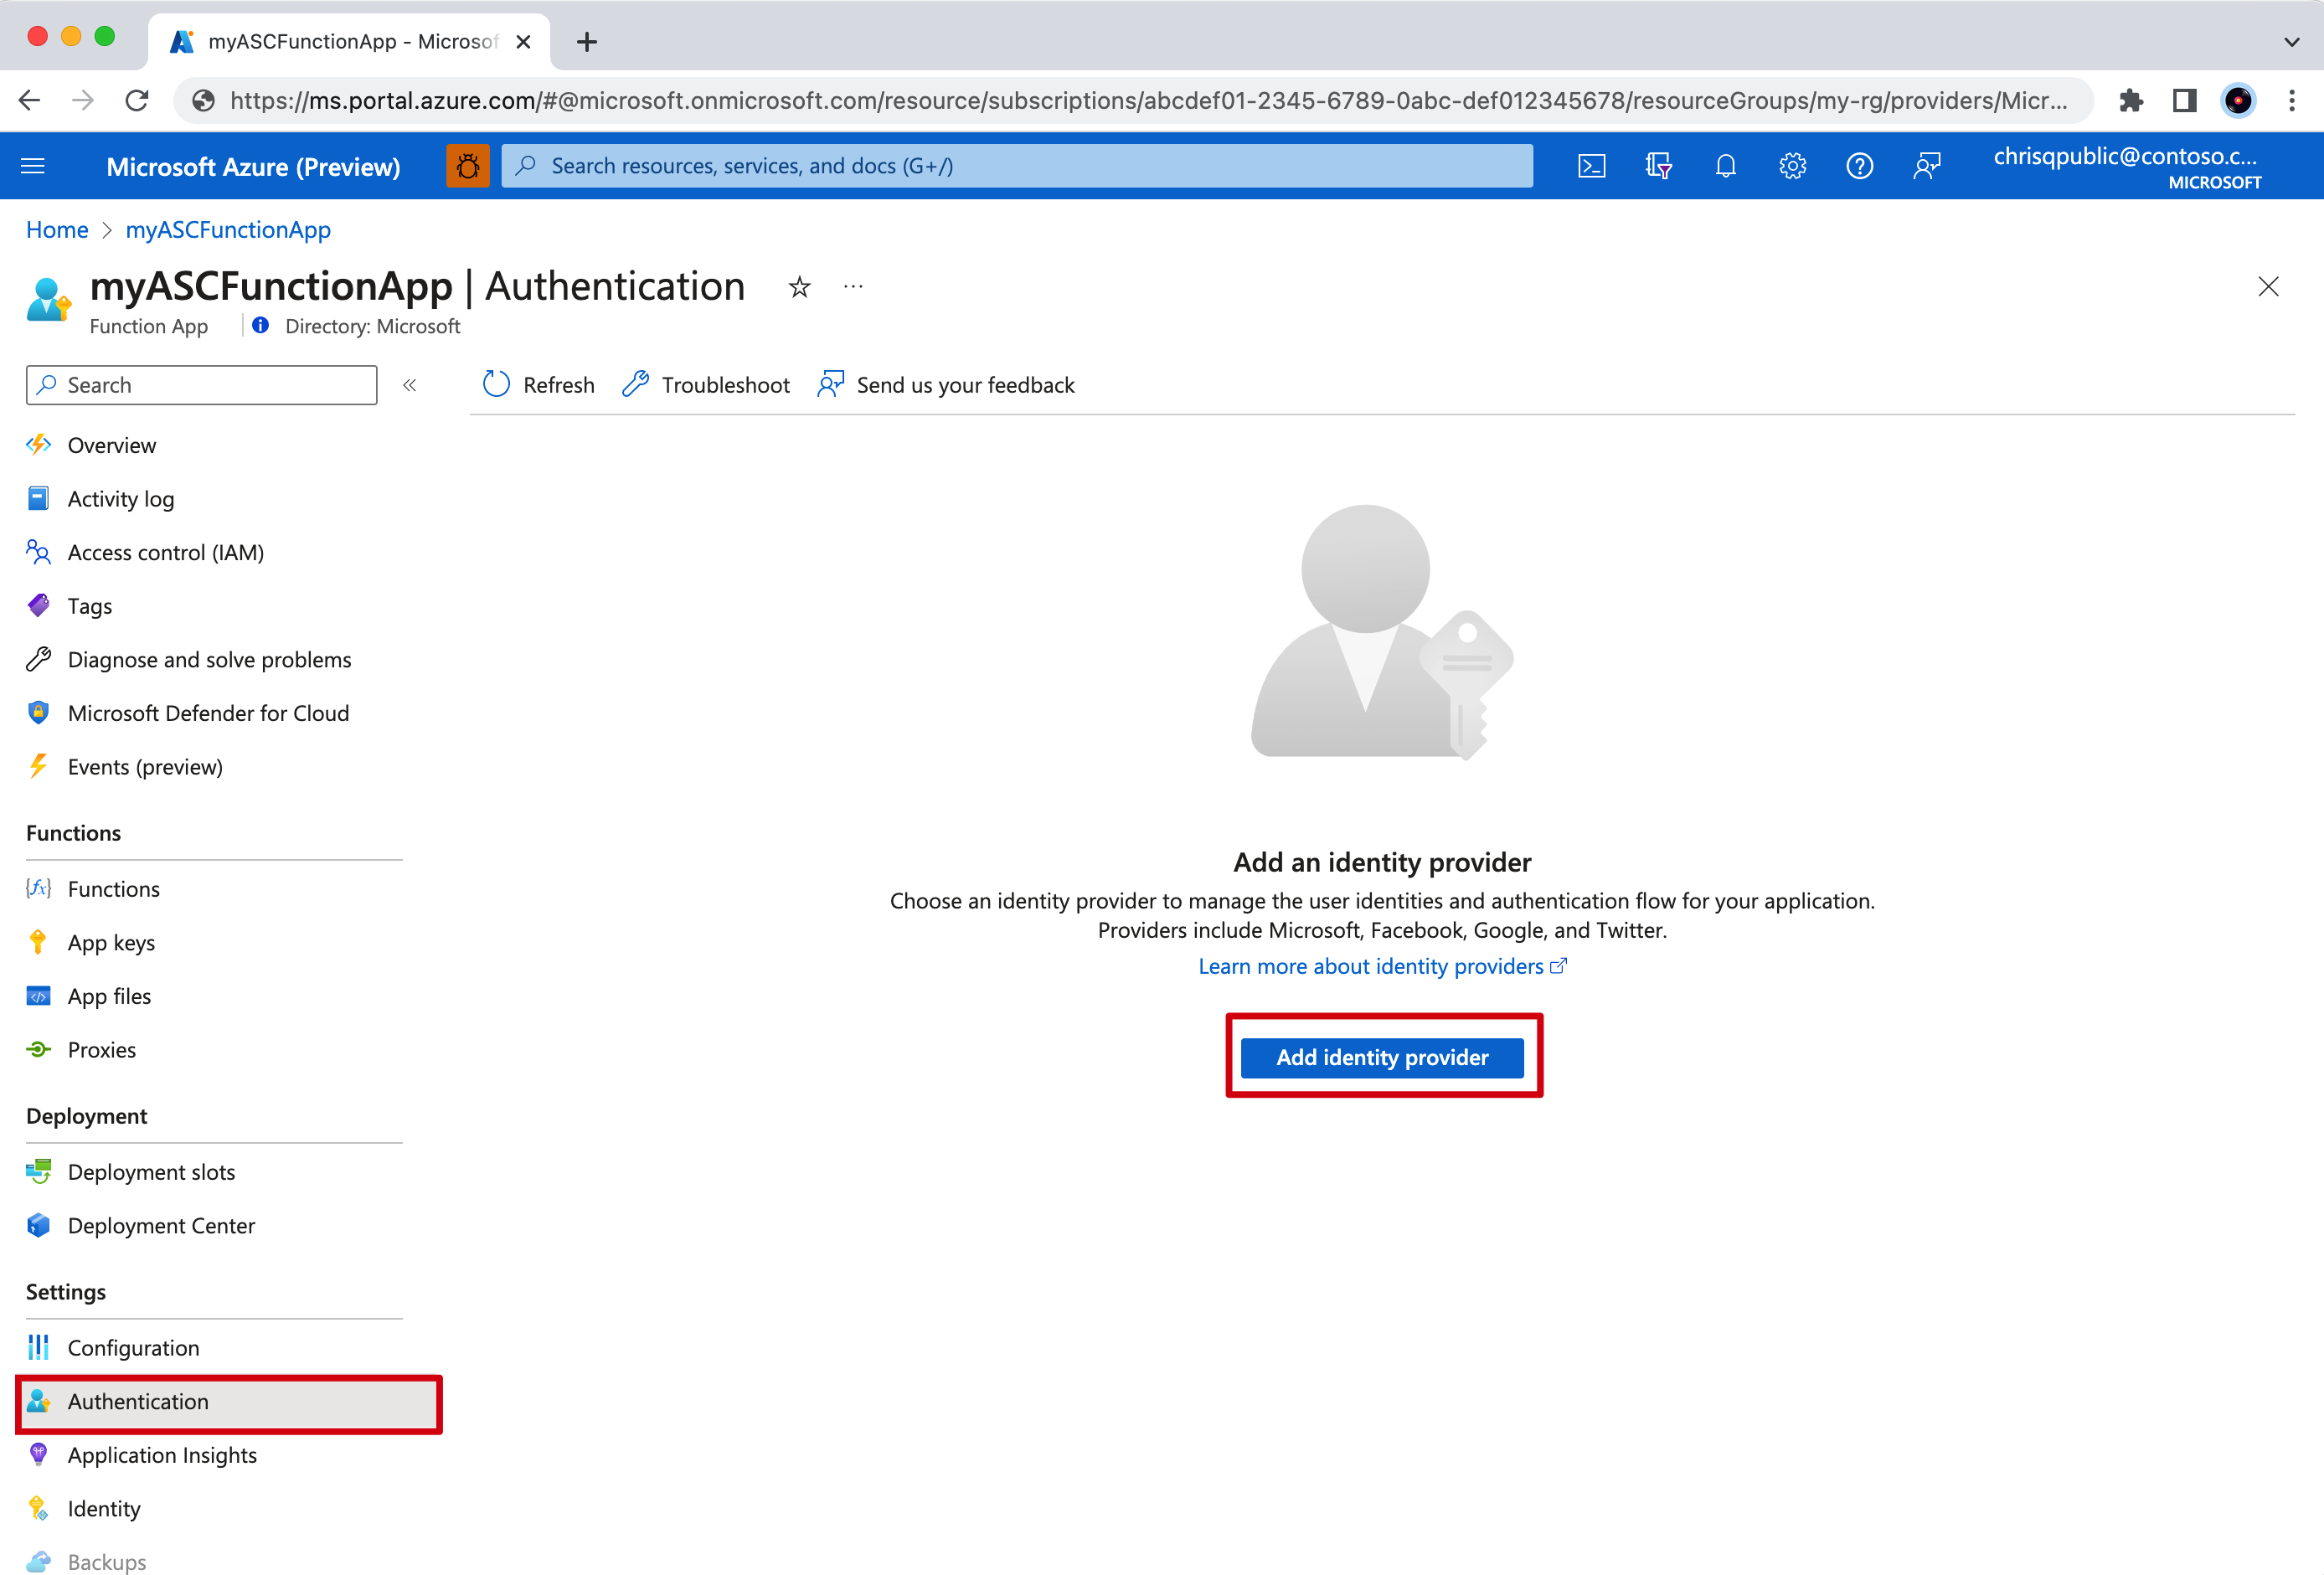 myASCFunctionApp - Microsof
https://ms.portal.azure.com/#@microsoft.onmicrosoft.com/resource/subscriptions/abcdef01-2345-6789-0abc-def012345678/resourceGroups/my-rg/providers/Micr...
Microsoft Azure (Preview)
Search resources, services, and docs (G+/)
chrisqpublic@contoso.c...
MICROSOFT
Home > myASCFunctionApp
myASCFunctionApp | Authentication
Function App
Directory: Microsoft
Search
Refresh
Troubleshoot
Send us your feedback
Overview
Activity log
Access control (IAM)
Tags
Diagnose and solve problems
Microsoft Defender for Cloud
Events (preview)
Functions
Functions
App keys
App files
Proxies
Deployment
Deployment slots
Deployment Center
Settings
Configuration
Authentication
Application Insights
Identity
Backups
Add an identity provider
Choose an identity provider to manage the user identities and authentication flow for your application.
Providers include Microsoft, Facebook, Google, and Twitter.
Learn more about identity providers
Add identity provider